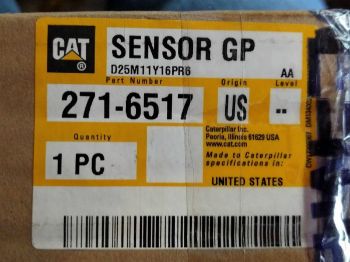 CAT
SENSOR GP
D25M11Y16PR6
AA
Part Number
Origin
Level
271-6517
US
--
Caterpillar Inc.
Peoria, Illinois 61629 USA
www.cat.com
Quantity
1 PC
Made to Caterpillar
specifications in
UNITED STATES